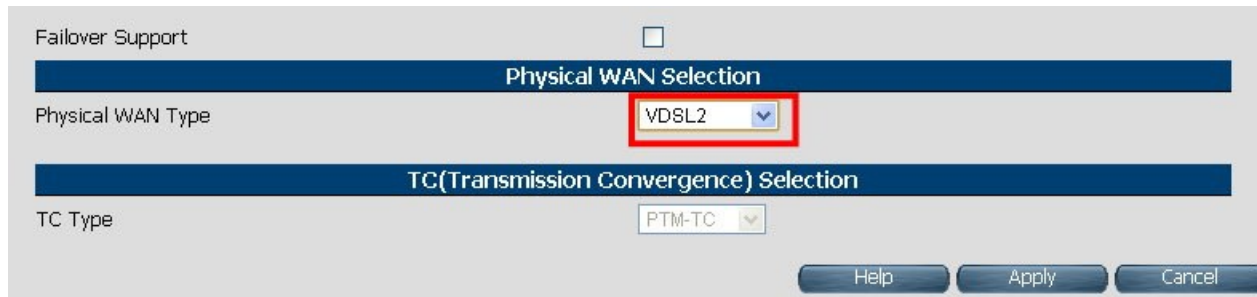 Failover Support
Physical WAN Selection
Physical WAN Type VDSL2
TC(Transmission Convergence) Selection
TC Type PTM-TC
Help Apply Cancel